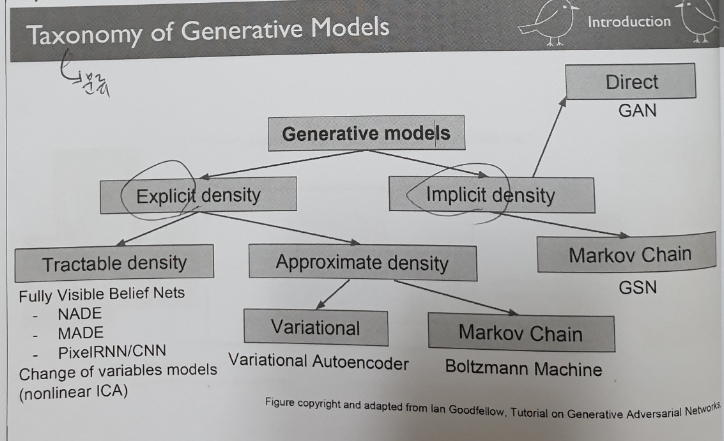 Taxonomy of Generative Models
Introduction
Direct
GAN
Generative models
Explicit density
Implicit density
Tractable density
Approximate density
Markov Chain
GSN
Fully Visible Belief Nets
- NADE
- MADE
- PixelRNN/CNN
Change of variables models
(nonlinear ICA)
Variational
Variational Autoencoder
Markov Chain
Boltzmann Machine
Figure copyright and adapted from Ian Goodfellow, Tutorial on Generative Adversarial Networks.